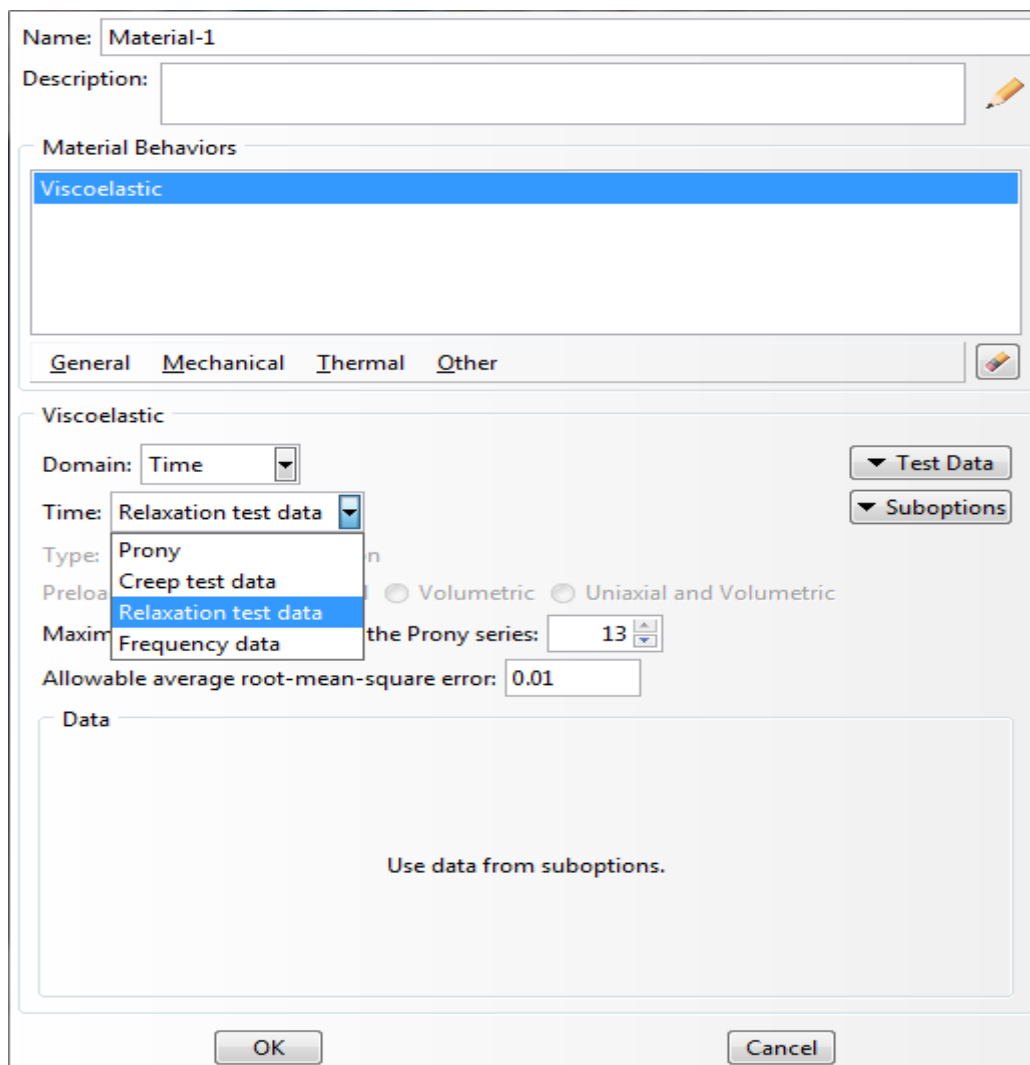 Name: Material-1
Description:
Material Behaviors
Viscoelastic
General Mechanical Thermal Other
Viscoelastic
Domain: Time
Test Data
Time: Relaxation test data
Suboptions
Type:
Prony
Creep test data
Volumetric Uniaxial and Volumetric
Relaxation test data
the Prony series: 13
Frequency data
Allowable average root-mean-square error: 0.01
Data
Use data from suboptions.
OK Cancel